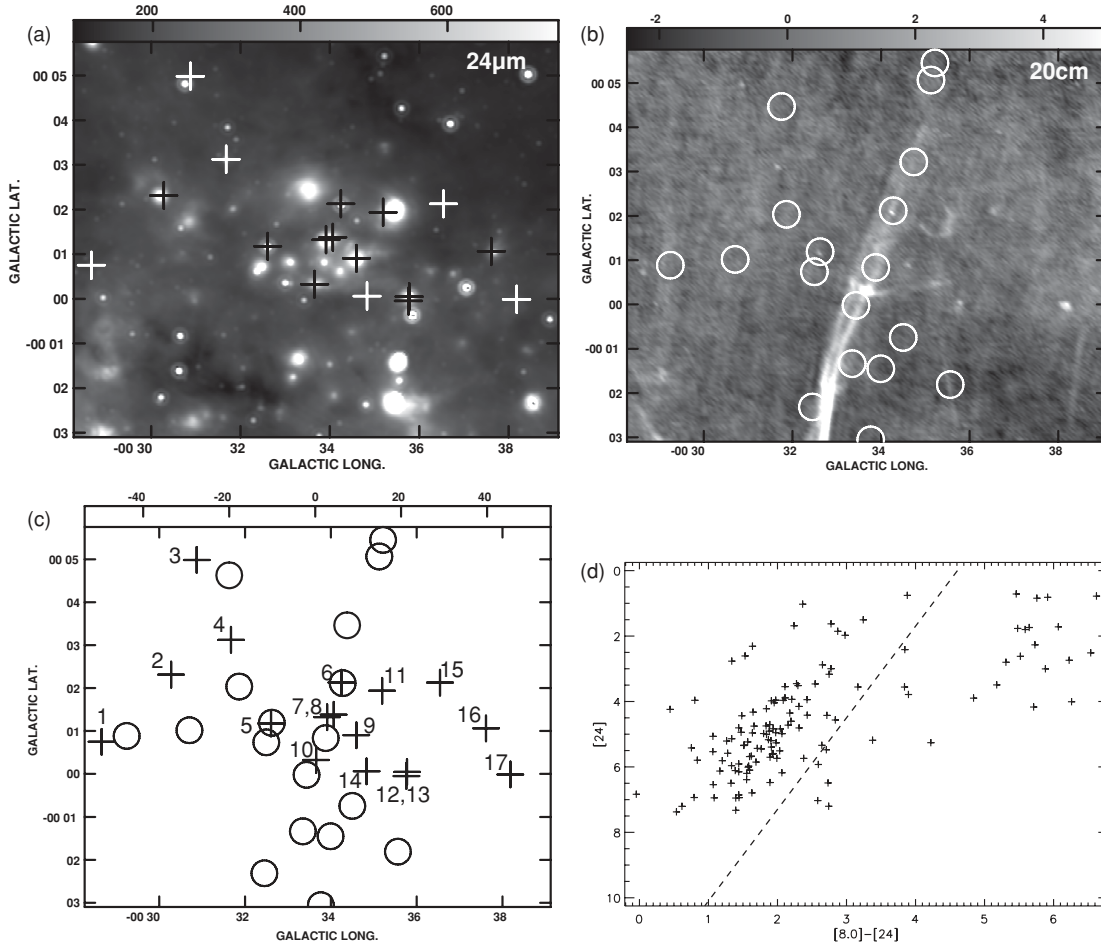 (a)
200 400 600
24μm
00 05
04
03
02
01
00
-00 01
02
03
GALACTIC LAT.
-00 30 32 34 36 38
GALACTIC LONG.
(b)
-2 0 2 4
20cm
00 05
04
03
02
01
00
-00 01
02
03
GALACTIC LAT.
-00 30 32 34 36 38
GALACTIC LONG.
(c)
-40 -20 0 20 40
00 05
04
03
02
01
00
-00 01
02
03
GALACTIC LAT.
3
4
2
1
5
6
7,8
11
15
9
16
10
14
12,13
17
-00 30 32 34 36 38
GALACTIC LONG.
(d)
0
2
4
6
8
10
[24]
0 1 2 3 4 5 6
[8.0]-[24]